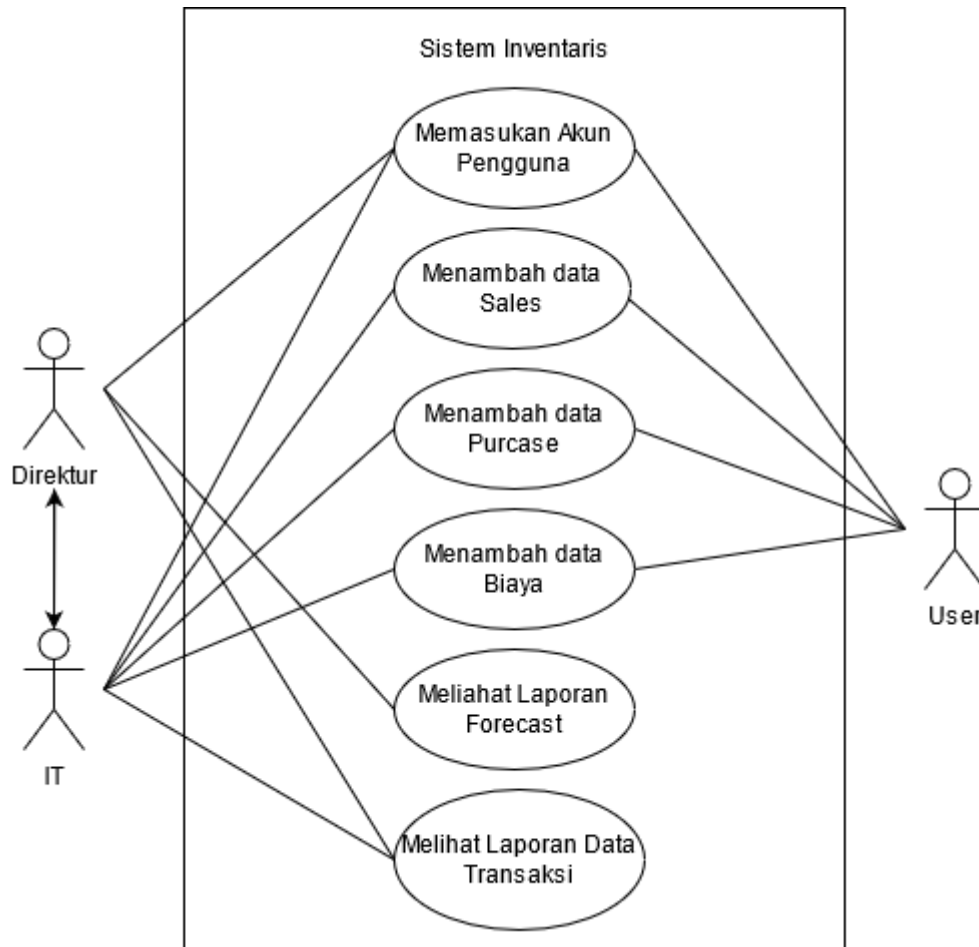 Sistem Inventaris
Memasukan Akun
Pengguna
Menambah data
Sales
Menambah data
Purcase
Direktur
Menambah data
Biaya
User
Meliahat Laporan
Forecast
IT
Melihat Laporan Data
Transaksi